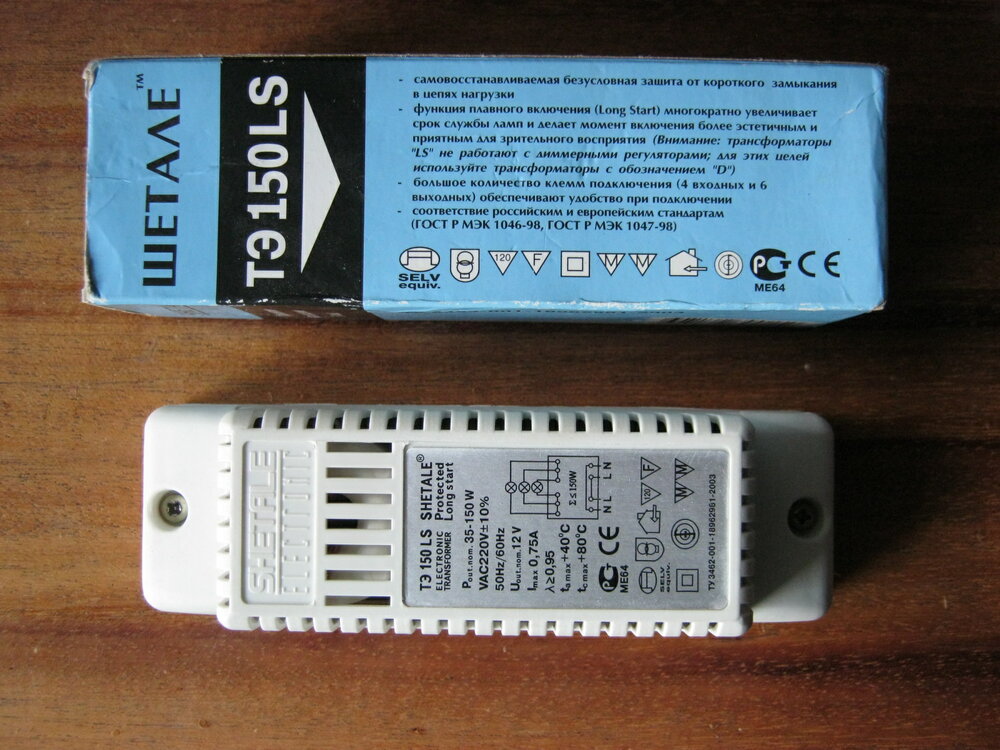 ШЕТАЛЕ™
ТЭ 150LS
- самовосстанавливаемая безусловная защита от короткого замыкания
в цепях нагрузки
- функция плавного включения (Long Start) многократно увеличивает
срок службы ламп и делает момент включения более эстетичным и
приятным для зрительного восприятия (Внимание: трансформаторы
"LS" не работают с диммерными регуляторами; для этих целей
используйте трансформаторы с обозначением "D")
- большое количество клемм подключения (4 входных и 6
выходных) обеспечивают удобство при подключении
- соответствие российским и европейским стандартам
(ГОСТ Р МЭК 1046-98, ГОСТ Р МЭК 1047-98)
SELV
equiv.
120
F
M M
РСТ
ME64
CE
SHETALE
ELECTRONIC
ТЭ 150 LS SHETALE®
ELECTRONIC Protected
TRANSFORMER Long start
Pout.nom. 35-150 W
VAC220V±10%
50Hz/60Hz
Uout.nom. 12 V
Imax 0,75A
λ≥0,95
ta max +40°C
tc max +80°C
РСТ CE
ME64
Σ≤150W
N L L N
SELV
equiv.
120 F
M M
ТУ 3462-001-18962961-2003